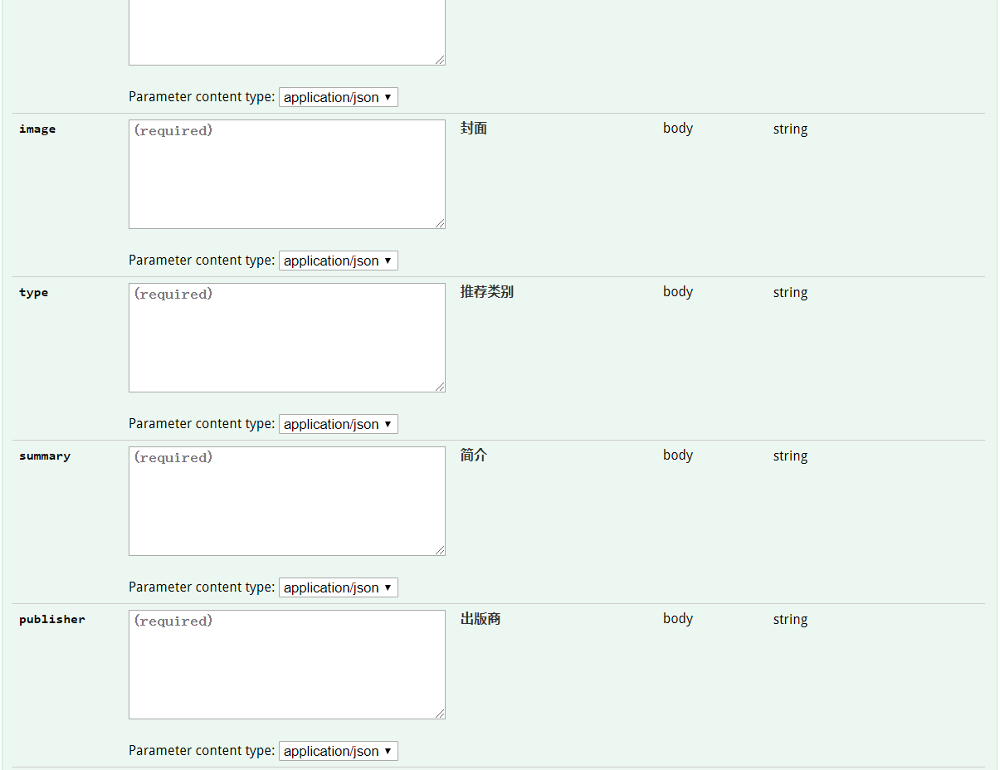 Parameter content type: application/json
image (required) 封面 body string
Parameter content type: application/json
type (required) 推荐类别 body string
Parameter content type: application/json
summary (required) 简介 body string
Parameter content type: application/json
publisher (required) 出版商 body string
Parameter content type: application/json